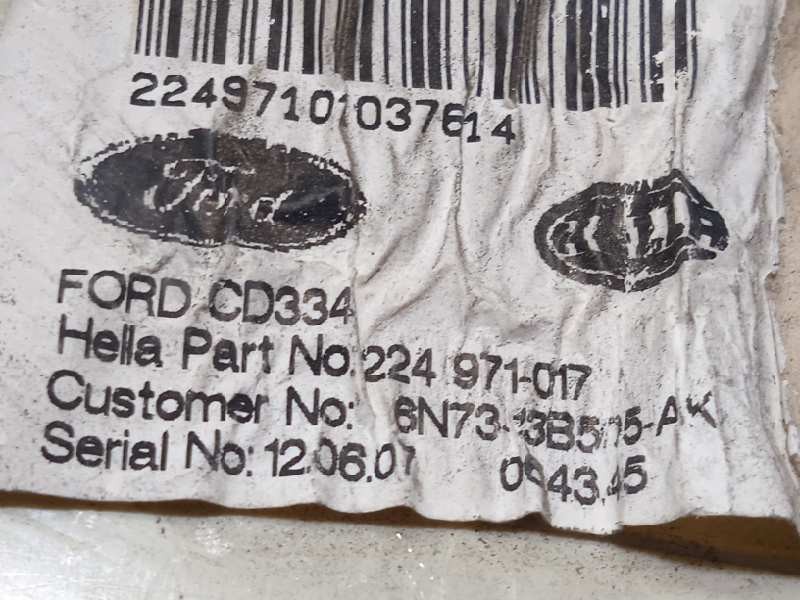 22497101037614
Ford
HELLA
FORD CD334
Hella Part No. 224 971-017
Customer No:
Serial No: 12.06.07